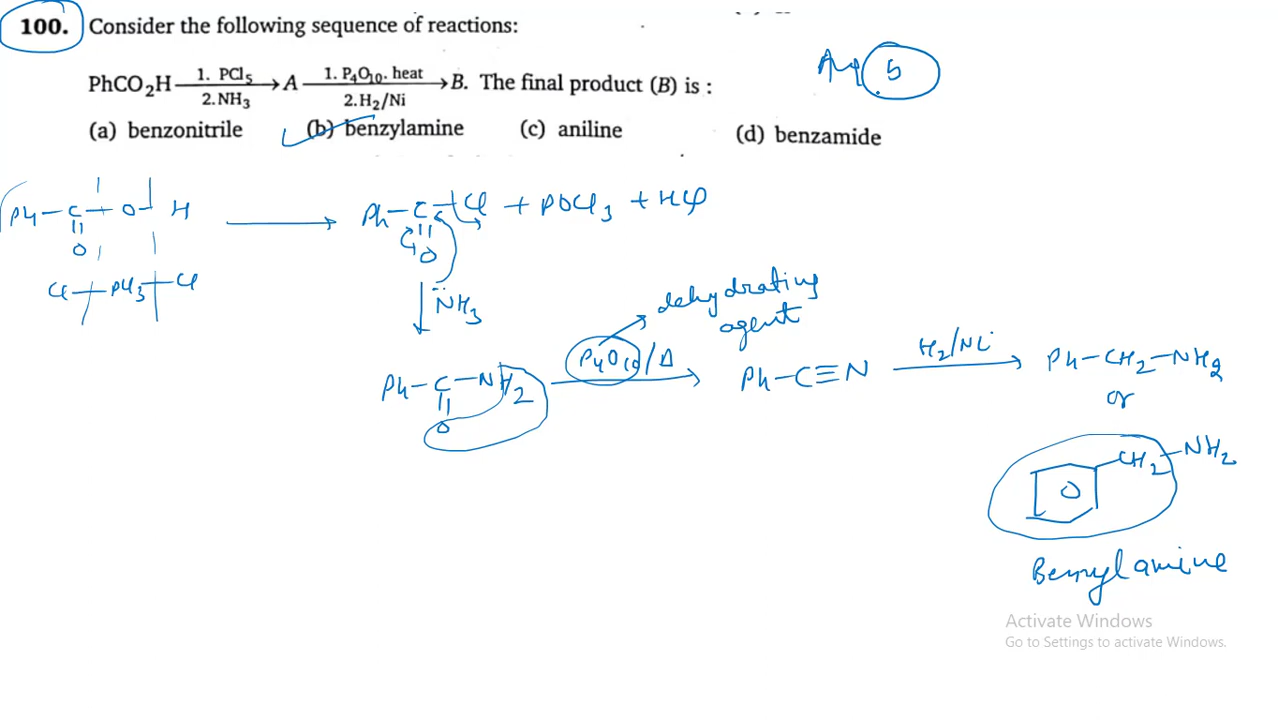 100. Consider the following sequence of reactions:
PhCO₂H —1. PCl₅ / 2. NH₃→ A —1. P₄O₁₀. heat / 2. H₂/Ni→ B. The final product (B) is :
(a) benzonitrile (b) benzylamine (c) aniline (d) benzamide
Ph-C-O-H → Ph-C-Cl + POCl₃ + HCl
O
O
Cl PCl₃ Cl
↓ NH₃
dehydrating
agent
Ph-C-NH₂ P₄O₁₀/Δ → Ph-C≡N H₂/Ni → Ph-CH₂-NH₂
O
or
CH₂-NH₂
Benzylamine
Activate Windows
Go to Settings to activate Windows.